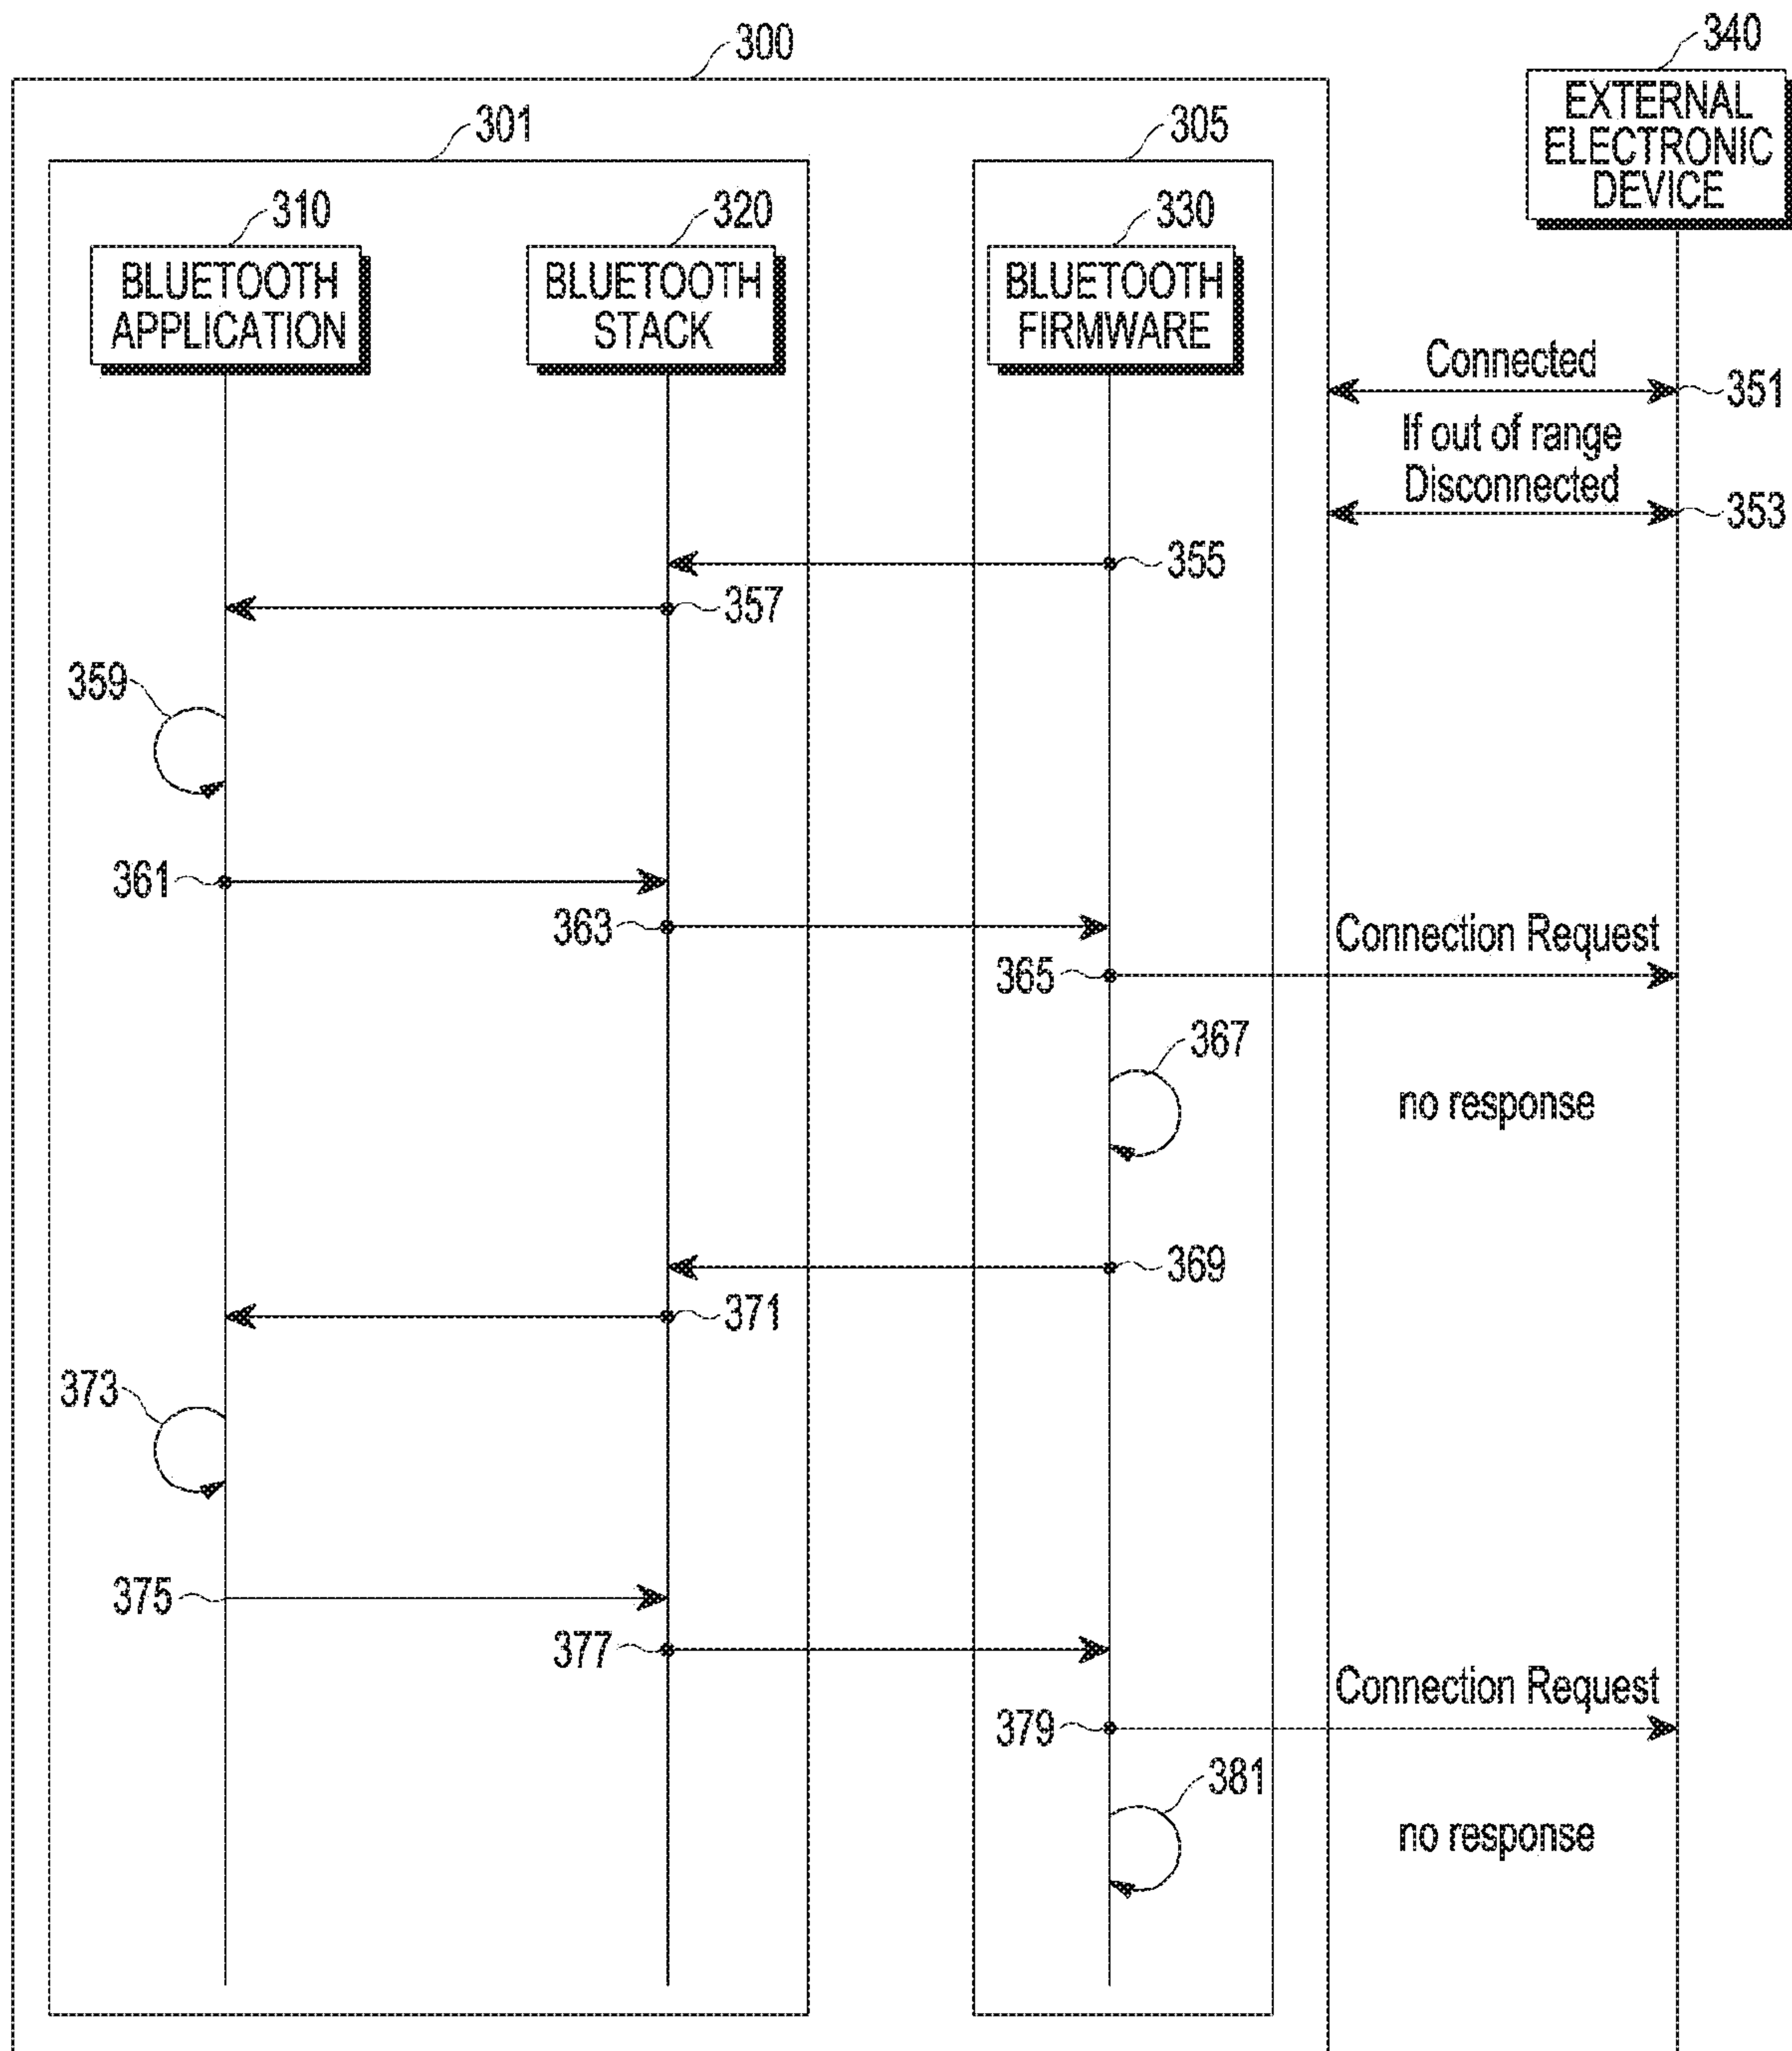 300
340
EXTERNAL
ELECTRONIC
DEVICE
301
305
310
320
330
BLUETOOTH
APPLICATION
BLUETOOTH
STACK
BLUETOOTH
FIRMWARE
Connected
351
If out of range
Disconnected
353
355
357
359
361
363
Connection Request
365
367
no response
369
371
373
375
377
Connection Request
379
381
no response